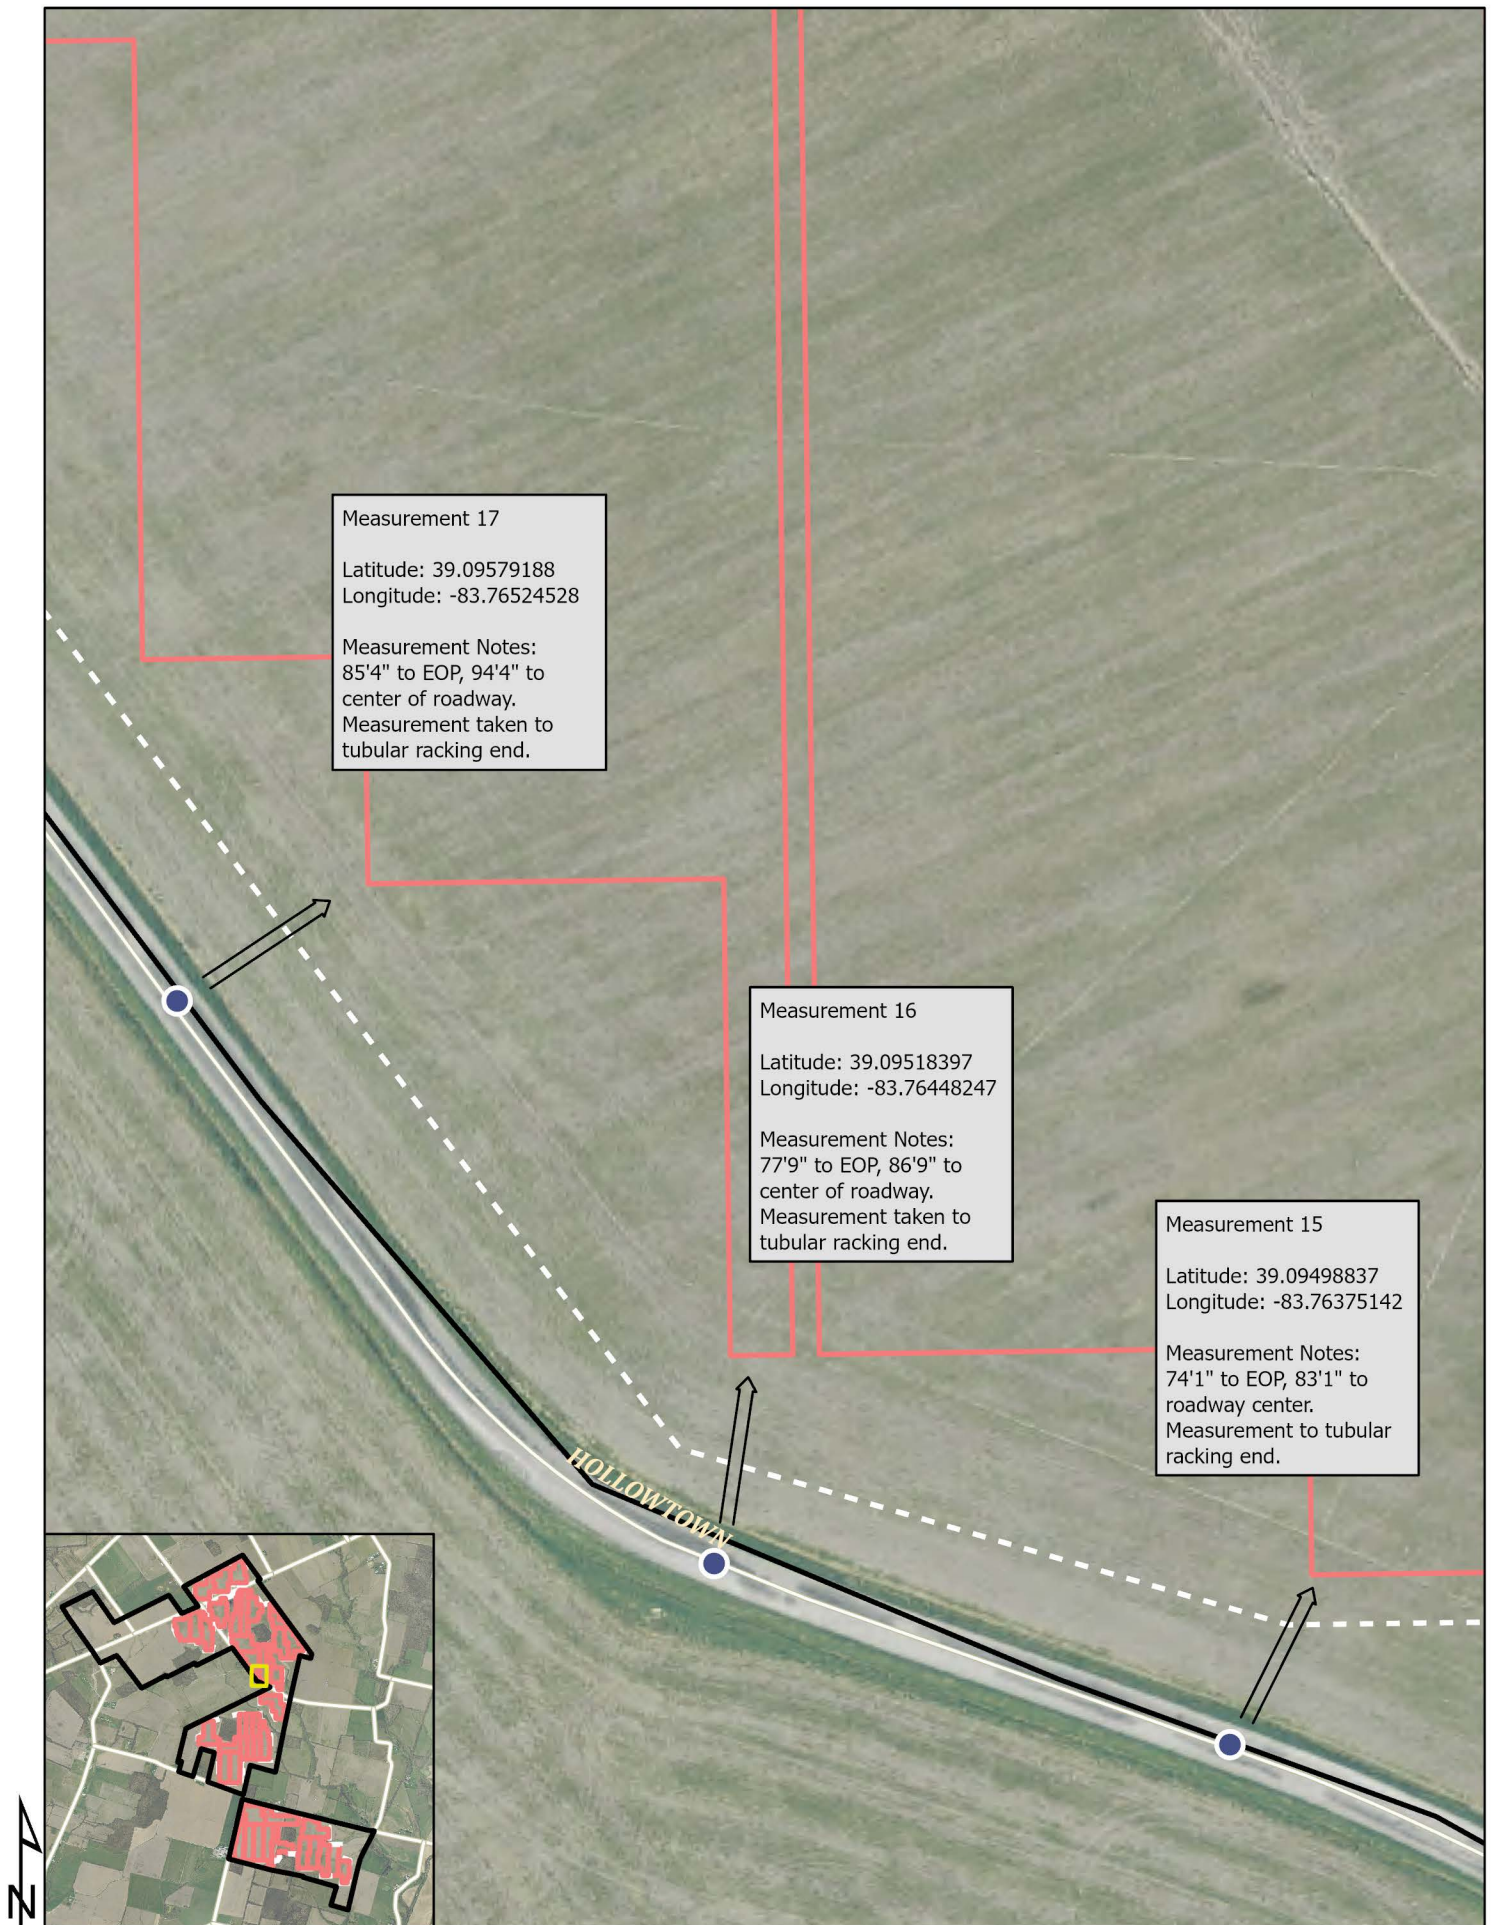 Measurement 17
Latitude: 39.09579188
Longitude: -83.76524528
Measurement Notes:
85'4" to EOP, 94'4" to
center of roadway.
Measurement taken to
tubular racking end.
Measurement 16
Latitude: 39.09518397
Longitude: -83.76448247
Measurement Notes:
77'9" to EOP, 86'9" to
center of roadway.
Measurement taken to
tubular racking end.
Measurement 15
Latitude: 39.09498837
Longitude: -83.76375142
Measurement Notes:
74'1" to EOP, 83'1" to
roadway center.
Measurement to tubular
racking end.
HOLLOWTOWN
N